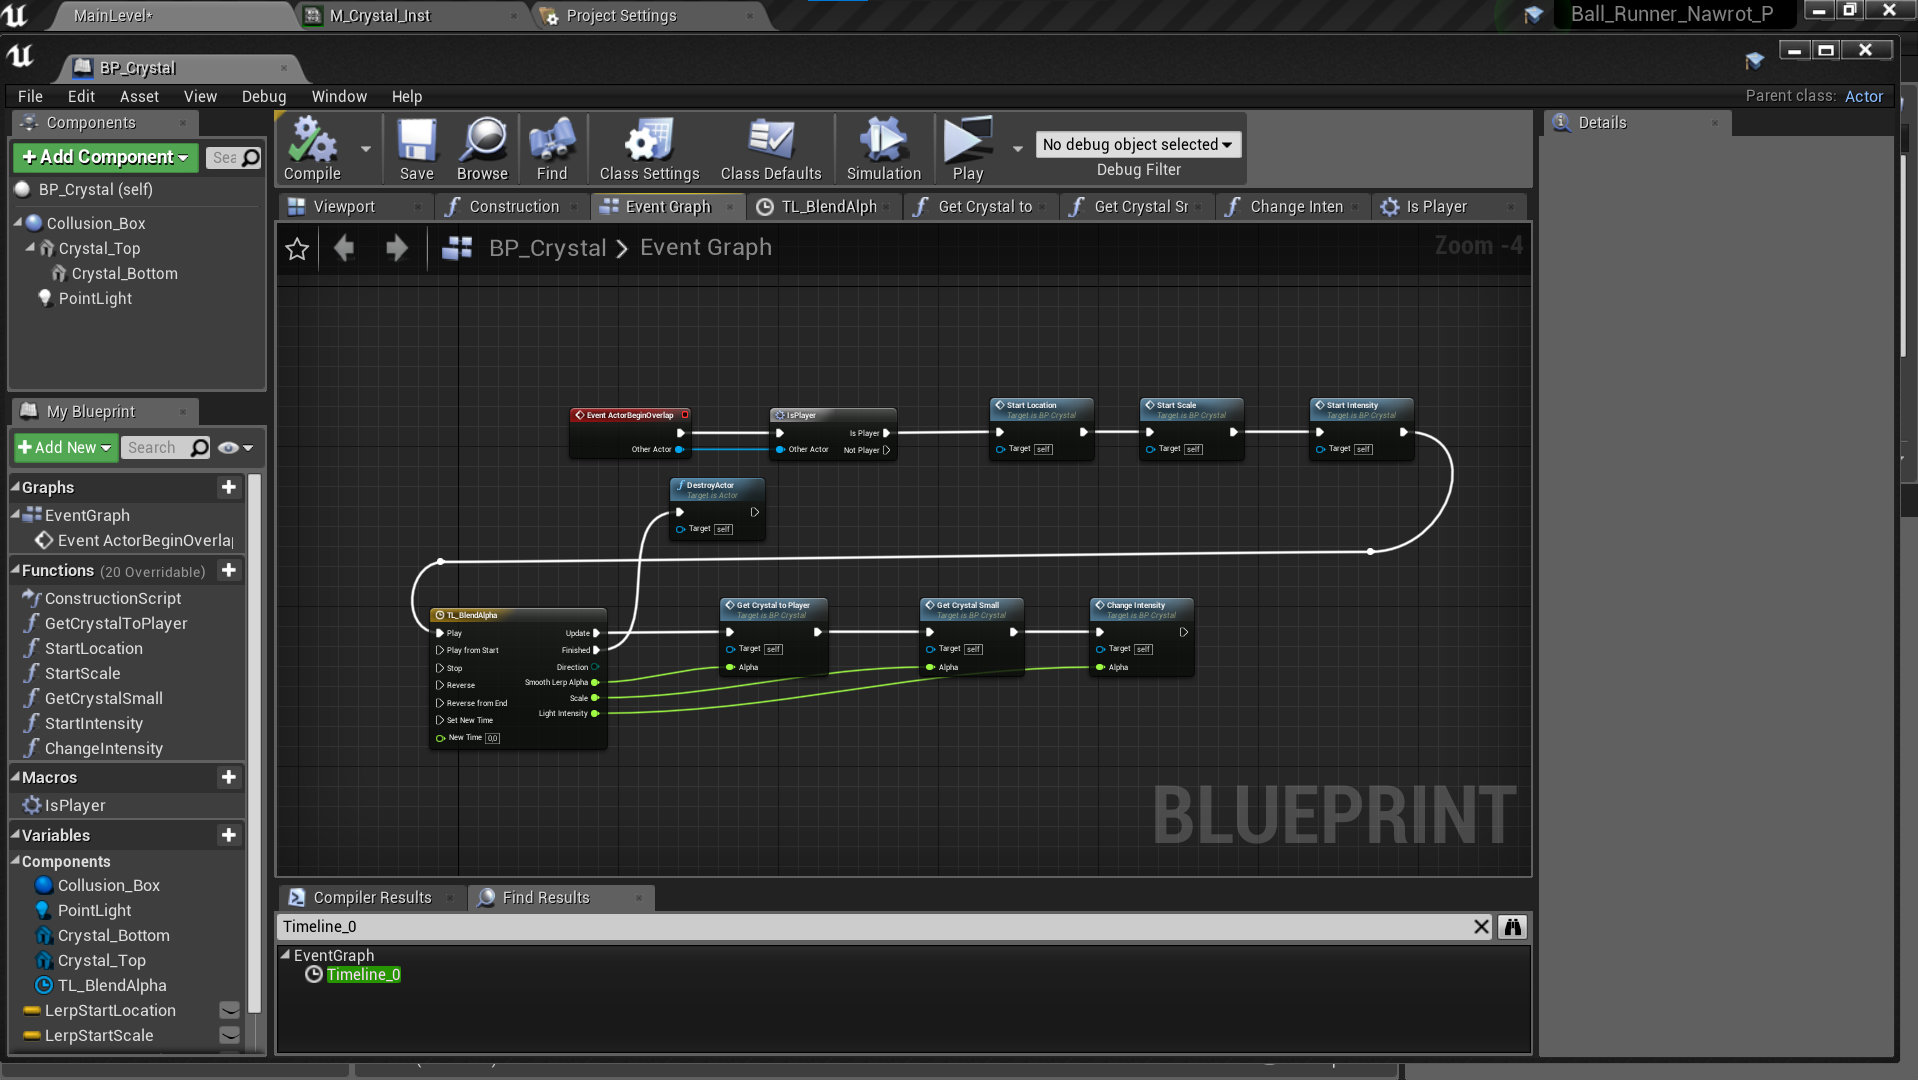 MainLevel*
M_Crystal_Inst
Project Settings
Ball_Runner_Nawrot_P
BP_Crystal
File Edit Asset View Debug Window Help
Parent class: Actor
Components
+Add Component
Sea
BP_Crystal (self)
Collusion_Box
Crystal_Top
Crystal_Bottom
PointLight
My Blueprint
+Add New
Search
Graphs
EventGraph
Event ActorBeginOverlap
Functions (20 Overridable)
ConstructionScript
GetCrystalToPlayer
StartLocation
StartScale
GetCrystalSmall
StartIntensity
ChangeIntensity
Macros
IsPlayer
Variables
Components
Collusion_Box
PointLight
Crystal_Bottom
Crystal_Top
TL_BlendAlpha
LerpStartLocation
LerpStartScale
Compile
Save
Browse
Find
Class Settings
Class Defaults
Simulation
Play
No debug object selected
Debug Filter
Viewport
Construction
Event Graph
TL_BlendAlph
Get Crystal to
Get Crystal Sr
Change Inten
Is Player
BP_Crystal > Event Graph
Zoom -4
Event ActorBeginOverlap
Other Actor
IsPlayer
Is Player
Other Actor
Not Player
Start Location
Target is BP Crystal
Target self
Start Scale
Target is BP Crystal
Target self
Start Intensity
Target is BP Crystal
Target self
DestroyActor
Target is Actor
Target self
TL_BlendAlpha
Play
Update
Play from Start
Finished
Stop
Direction
Reverse
Smooth Lerp Alpha
Reverse from End
Scale
Set New Time
Light Intensity
New Time 0,0
Get Crystal to Player
Target is BP Crystal
Target self
Alpha
Get Crystal Small
Target is BP Crystal
Target self
Alpha
Change Intensity
Target is BP Crystal
Target self
Alpha
BLUEPRINT
Compiler Results
Find Results
Timeline_0
EventGraph
Timeline_0
Details